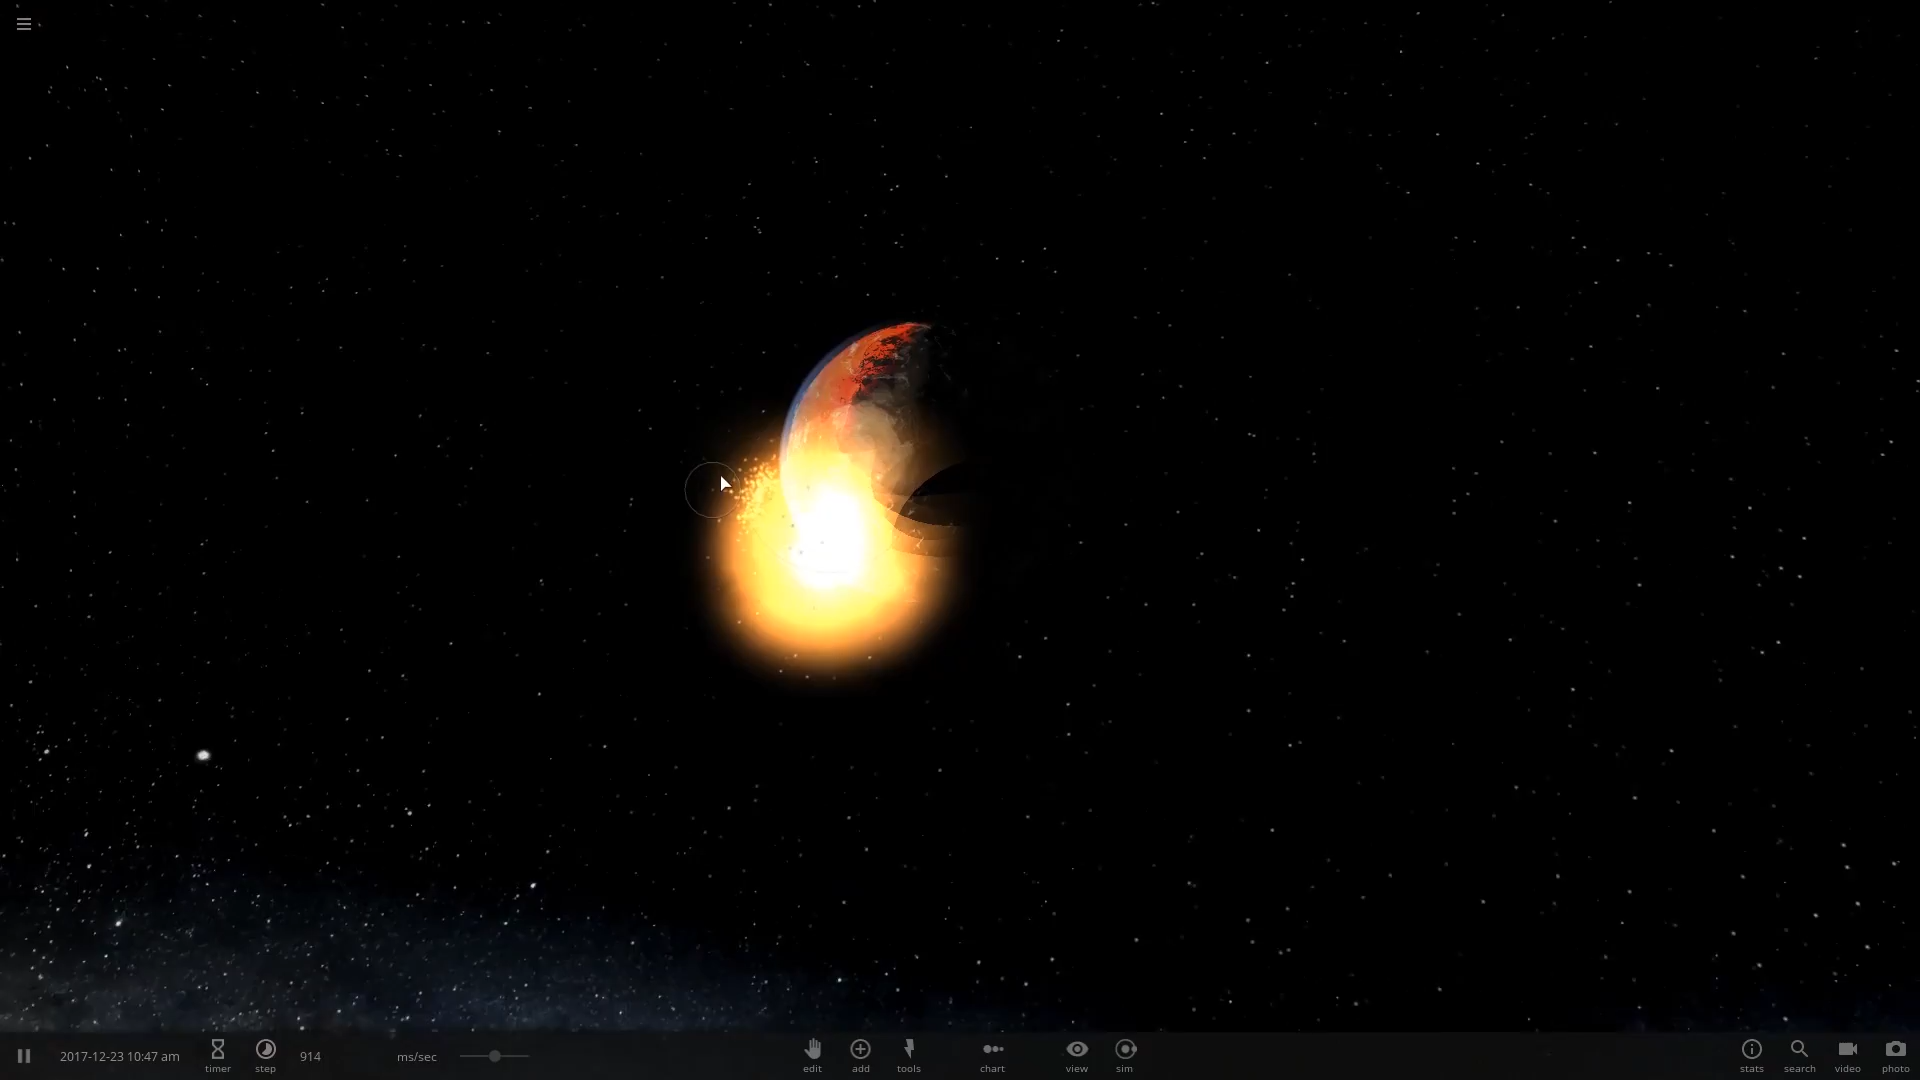 2017-12-23 10:47 am
timer
step
914
ms/sec
edit
add
tools
chart
view
sim
stats
search
video
photo